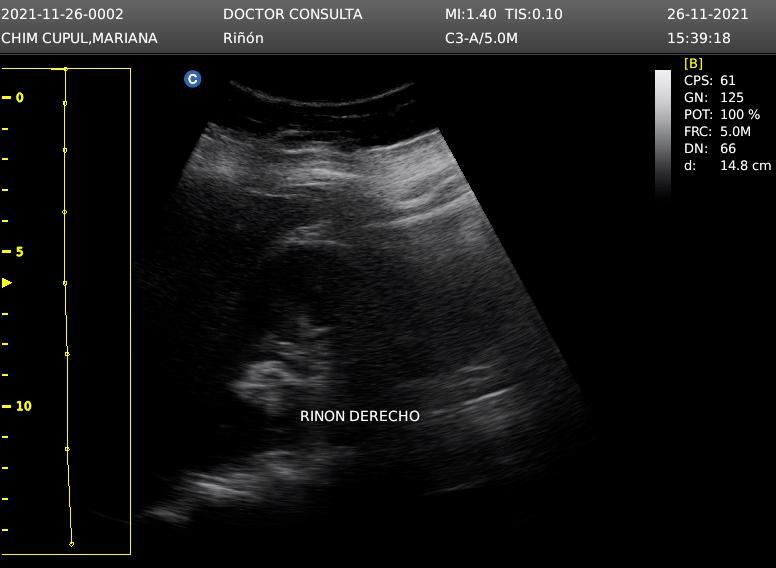 2021-11-26-0002 DOCTOR CONSULTA MI:1.40 TIS:0.10 26-11-2021
CHIM CUPUL,MARIANA Riñón C3-A/5.0M 15:39:18
C
[B]
CPS: 61
GN: 125
POT: 100 %
FRC: 5.0M
DN: 66
d: 14.8 cm
0
5
10
RINON DERECHO